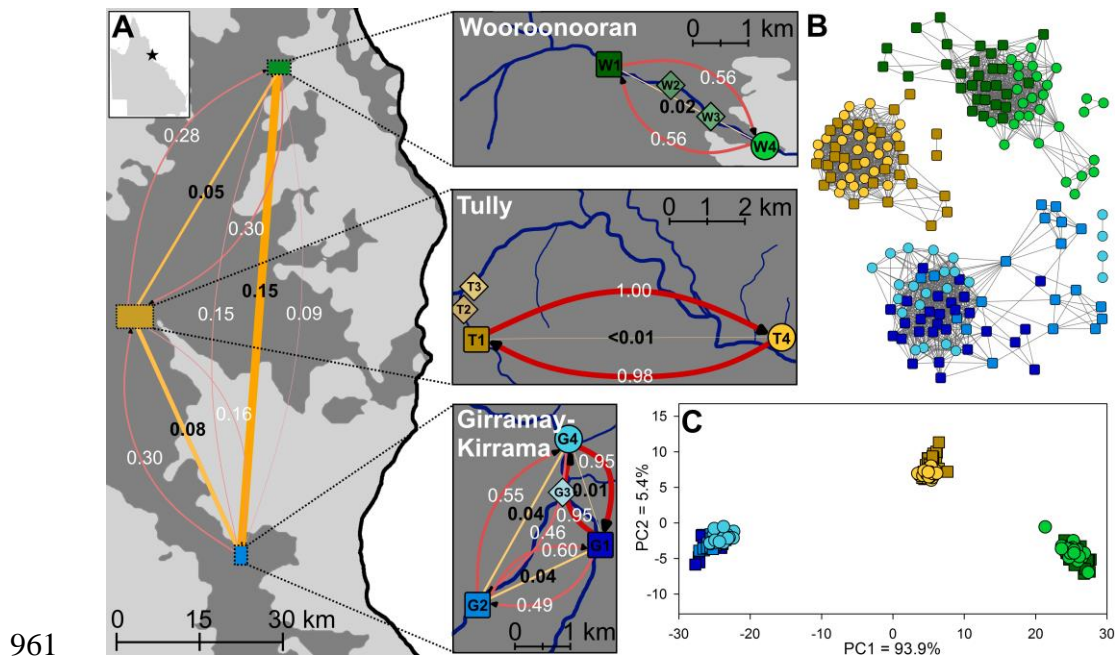 A
0.28
0.05
0.30
0.15
0.15
0.09
0.16
0.08
0.30
0 15 30 km
Wooroonooran
0 1 km
W1
W2
W3
W4
0.56
0.02
0.56
Tully
0 1 2 km
T3
T2
T1
T4
1.00
<0.01
0.98
Girramay-
Kirrama
G4
0.95
0.01
G3
0.55
0.04
0.95
0.46
0.60
G1
0.04
G2
0.49
0 1 km
B
C
15
10
5
0
-5
-10
PC2 = 5.4%
-30 -20 -10 0 10 20 30
PC1 = 93.9%
961